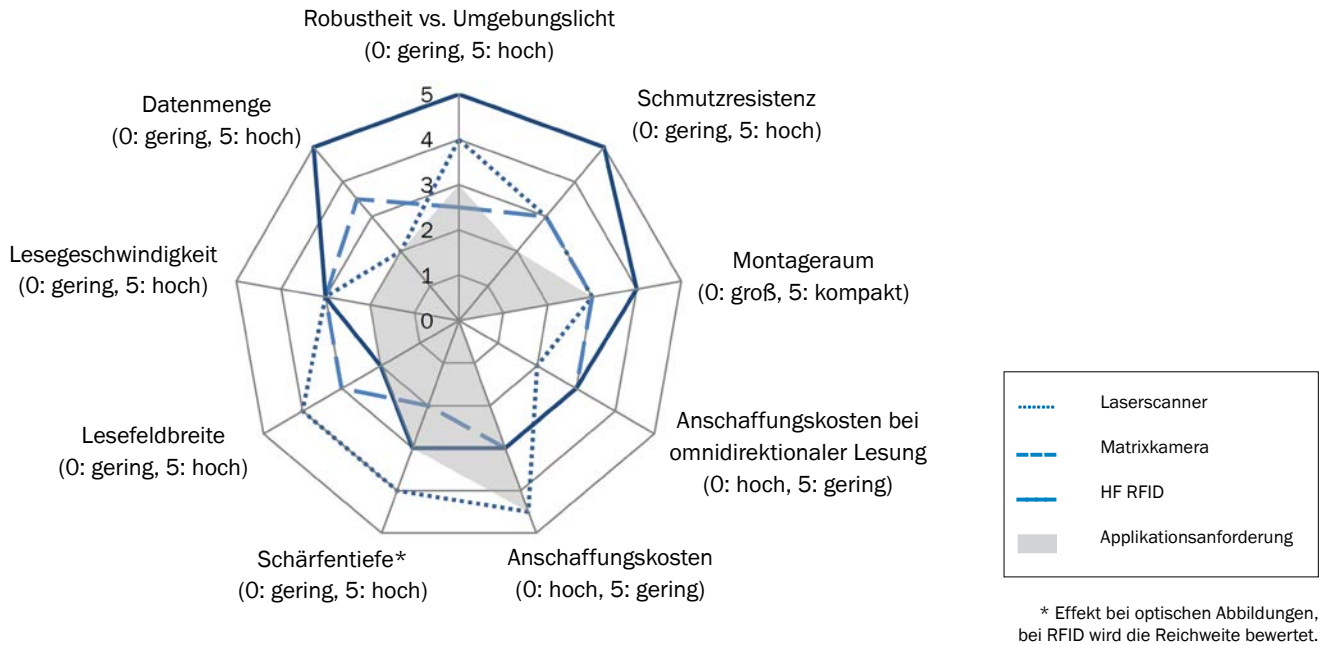 Robustheit vs. Umgebungslicht
(0: gering, 5: hoch)
Datenmenge
(0: gering, 5: hoch)
Schmutzresistenz
(0: gering, 5: hoch)
5
4
3
2
1
0
Lesegeschwindigkeit
(0: gering, 5: hoch)
Montageraum
(0: groß, 5: kompakt)
Lesefeldbreite
(0: gering, 5: hoch)
Anschaffungskosten bei
omnidirektionaler Lesung
(0: hoch, 5: gering)
Schärfentiefe*
(0: gering, 5: hoch)
Anschaffungskosten
(0: hoch, 5: gering)
Laserscanner
Matrixkamera
HF RFID
Applikationsanforderung
* Effekt bei optischen Abbildungen,
bei RFID wird die Reichweite bewertet.